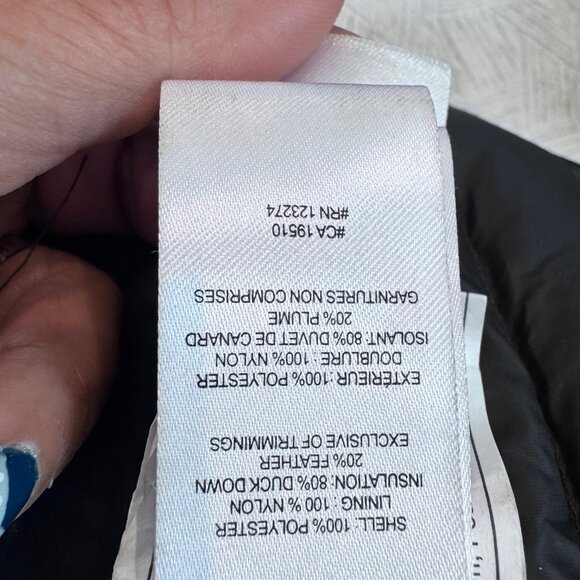 SHELL: 100% POLYESTER
LINING : 100 % NYLON
INSULATION: 80% DUCK DOWN
20% FEATHER
EXCLUSIVE OF TRIMMINGS
EXTÉRIEUR: 100% POLYESTER
DOUBLURE : 100% NYLON
ISOLANT: 80% DUVET DE CANARD
20% PLUME
GARNITURES NON COMPRISES
#CA 19510
#RN 123274